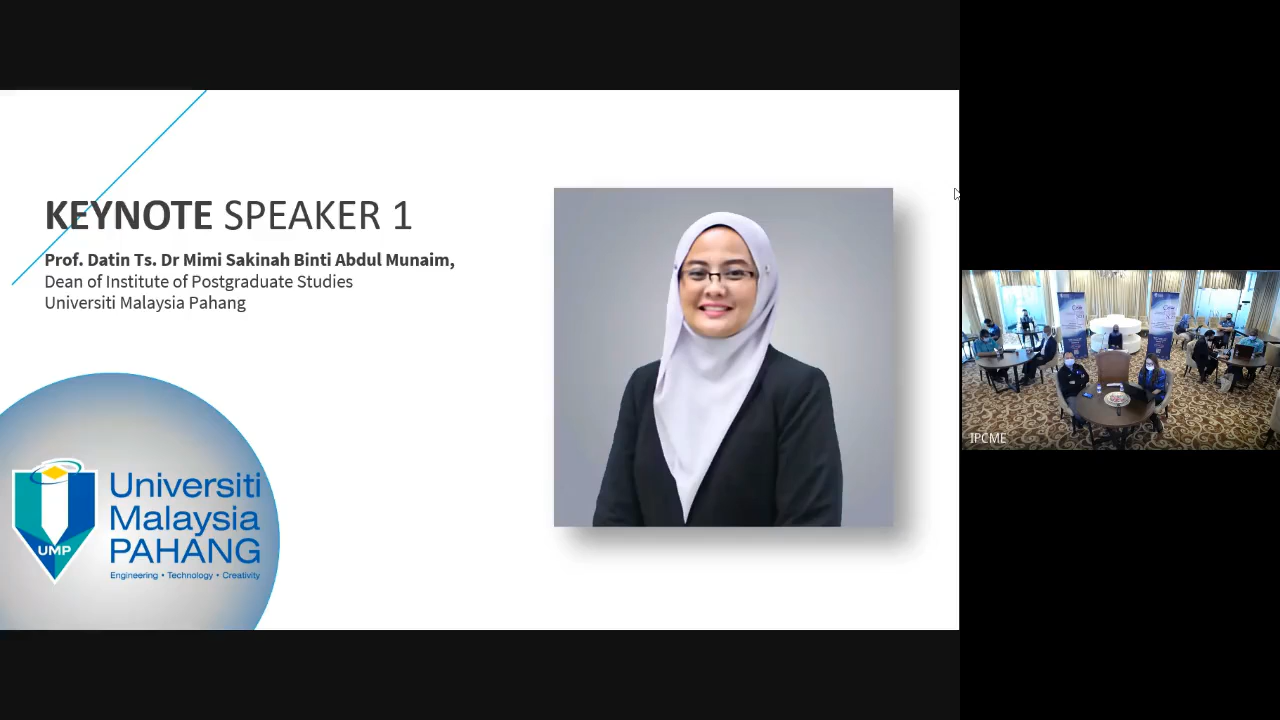 KEYNOTE SPEAKER 1
Prof. Datin Ts. Dr Mimi Sakinah Binti Abdul Munaim,
Dean of Institute of Postgraduate Studies
Universiti Malaysia Pahang
UMP
Universiti
Malaysia
PAHANG
Engineering • Technology • Creativity
IPCME